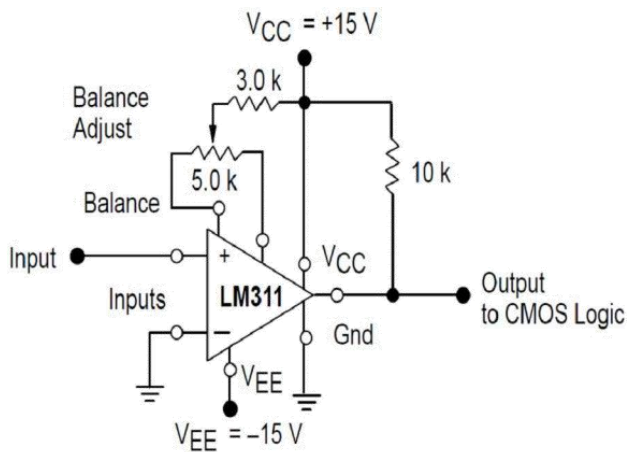 VCC = +15 V
3.0 k
Balance
Adjust
5.0 k
10 k
Balance
Input
+
VCC
Inputs
LM311
Output
to CMOS Logic
−
Gnd
VEE
VEE = −15 V